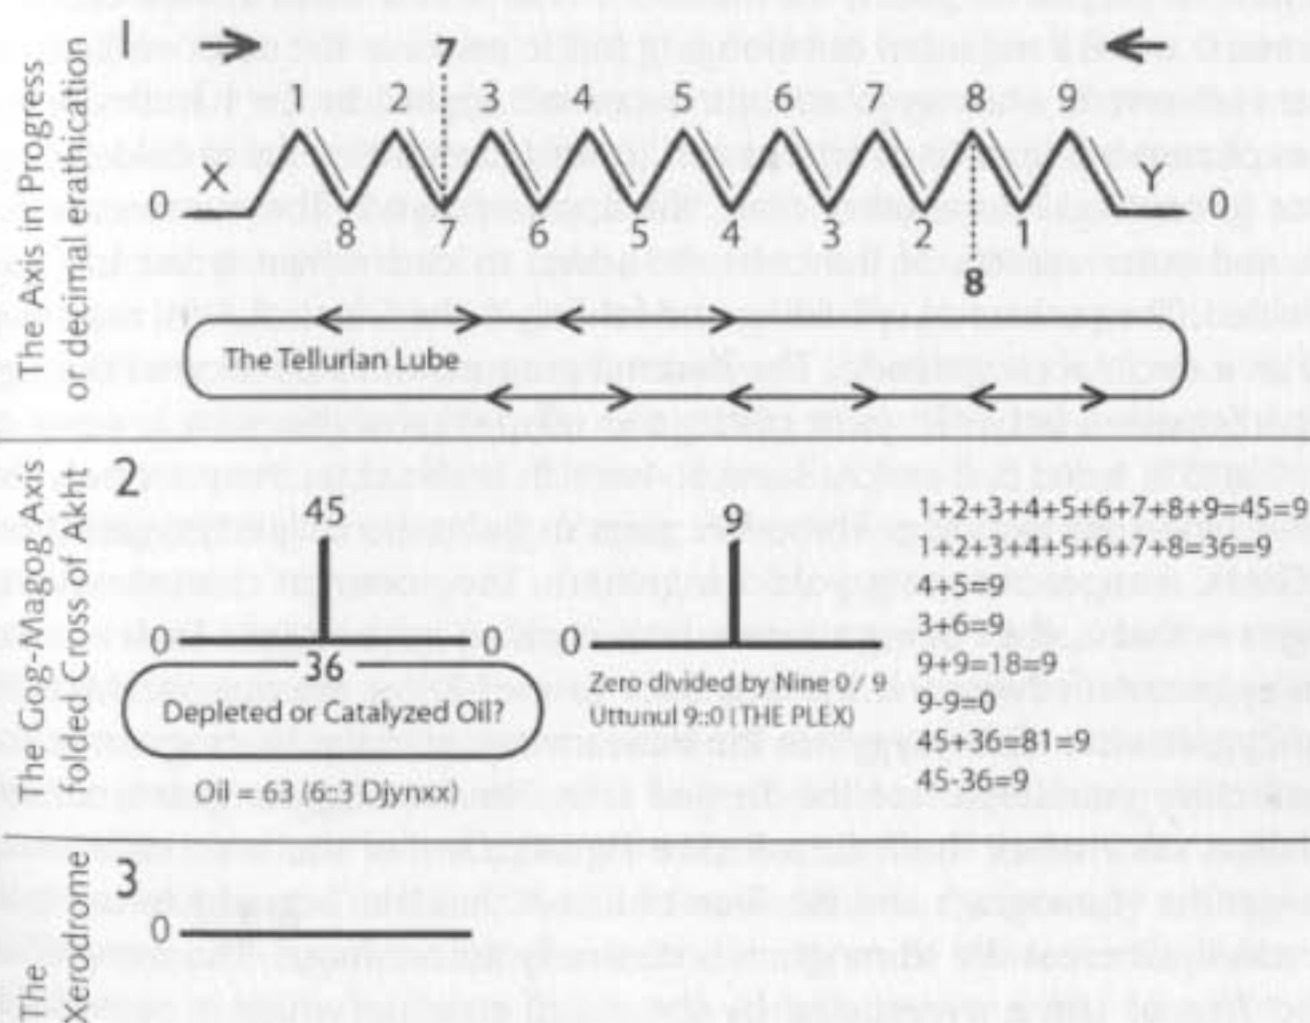 The Axis in Progress
or decimal erathication
1
7
1 2 3 4 5 6 7 8 9
0 X
Y 0
8 7 6 5 4 3 2 1
8
The Tellurian Lube
The Gog-Magog Axis
folded Cross of Akht
2
45
0 0
36
Depleted or Catalyzed Oil?
Oil = 63 (6::3 Djynxx)
9
0
Zero divided by Nine 0 / 9
Uttunul 9::0 (THE PLEX)
1+2+3+4+5+6+7+8+9=45=9
1+2+3+4+5+6+7+8=36=9
4+5=9
3+6=9
9+9=18=9
9-9=0
45+36=81=9
45-36=9
The
Xerodrome
3
0